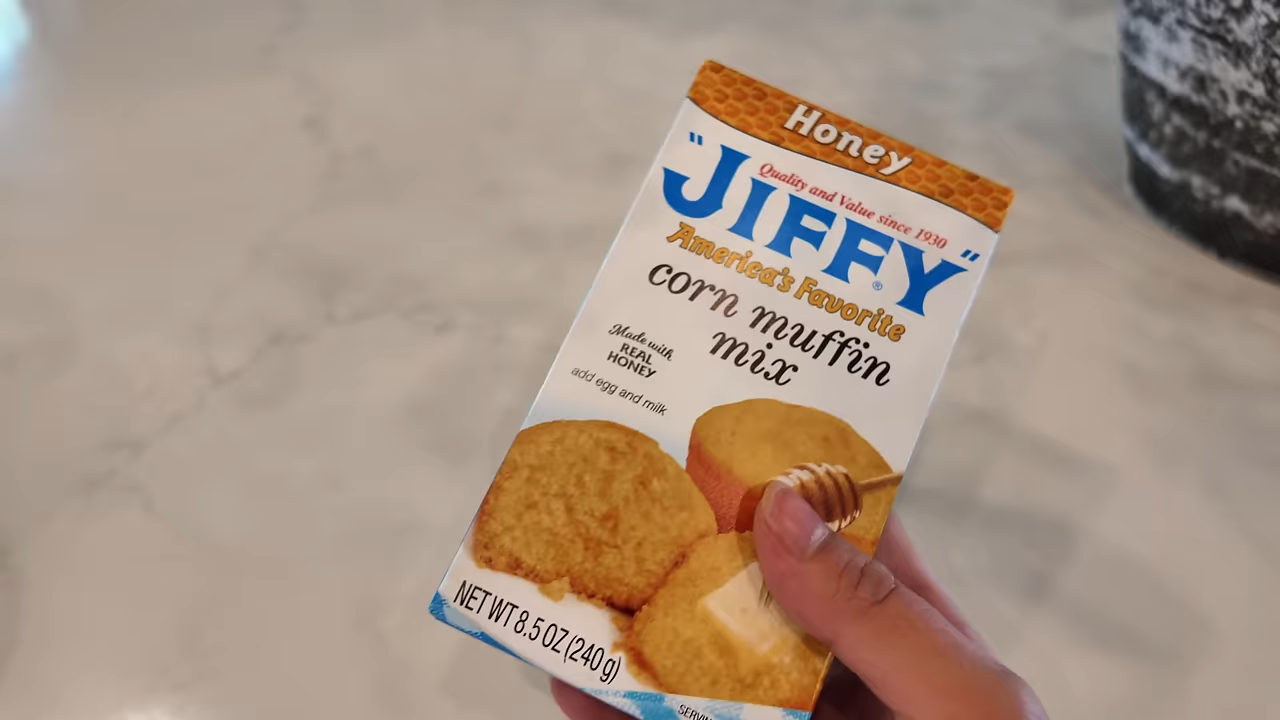 Honey
Quality and Value since 1930
"JIFFY"®
America's Favorite
corn muffin
mix
Made with
REAL
HONEY
add egg and milk
NET WT 8.5 OZ (240 g)